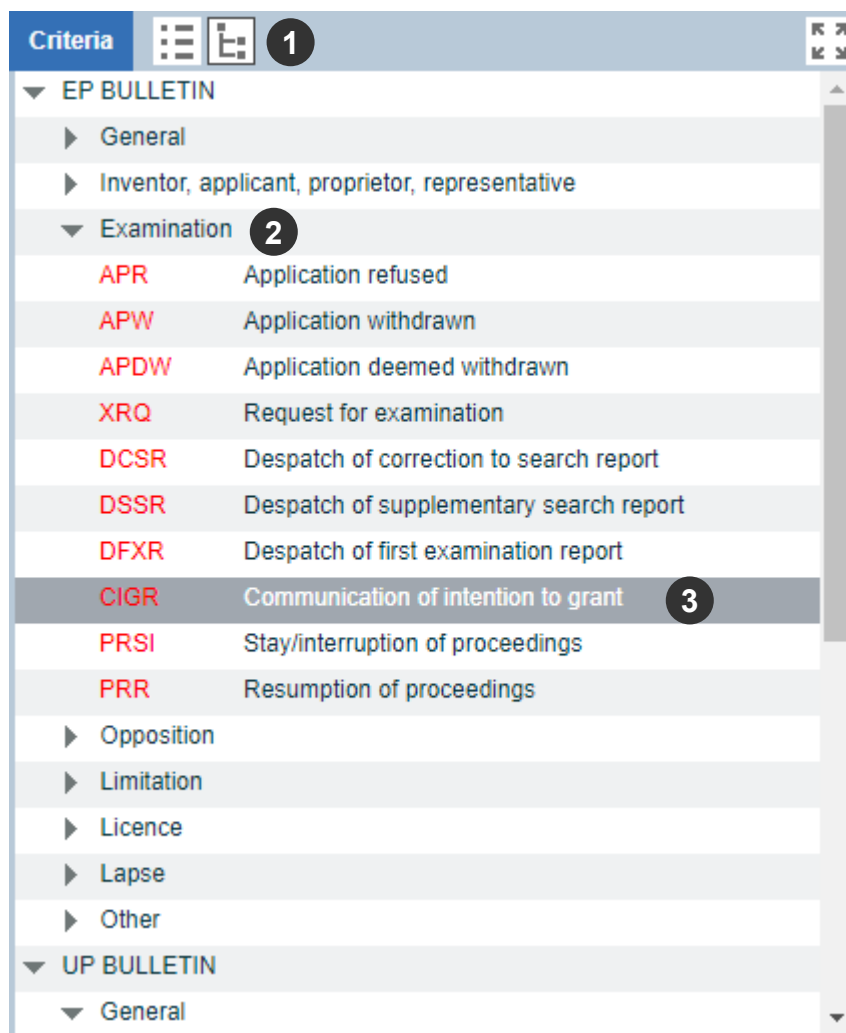 Criteria 1
EP BULLETIN
General
Inventor, applicant, proprietor, representative
Examination 2
APR Application refused
APW Application withdrawn
APDW Application deemed withdrawn
XRQ Request for examination
DCSR Despatch of correction to search report
DSSR Despatch of supplementary search report
DFXR Despatch of first examination report
CIGR Communication of intention to grant 3
PRSI Stay/interruption of proceedings
PRR Resumption of proceedings
Opposition
Limitation
Licence
Lapse
Other
UP BULLETIN
General